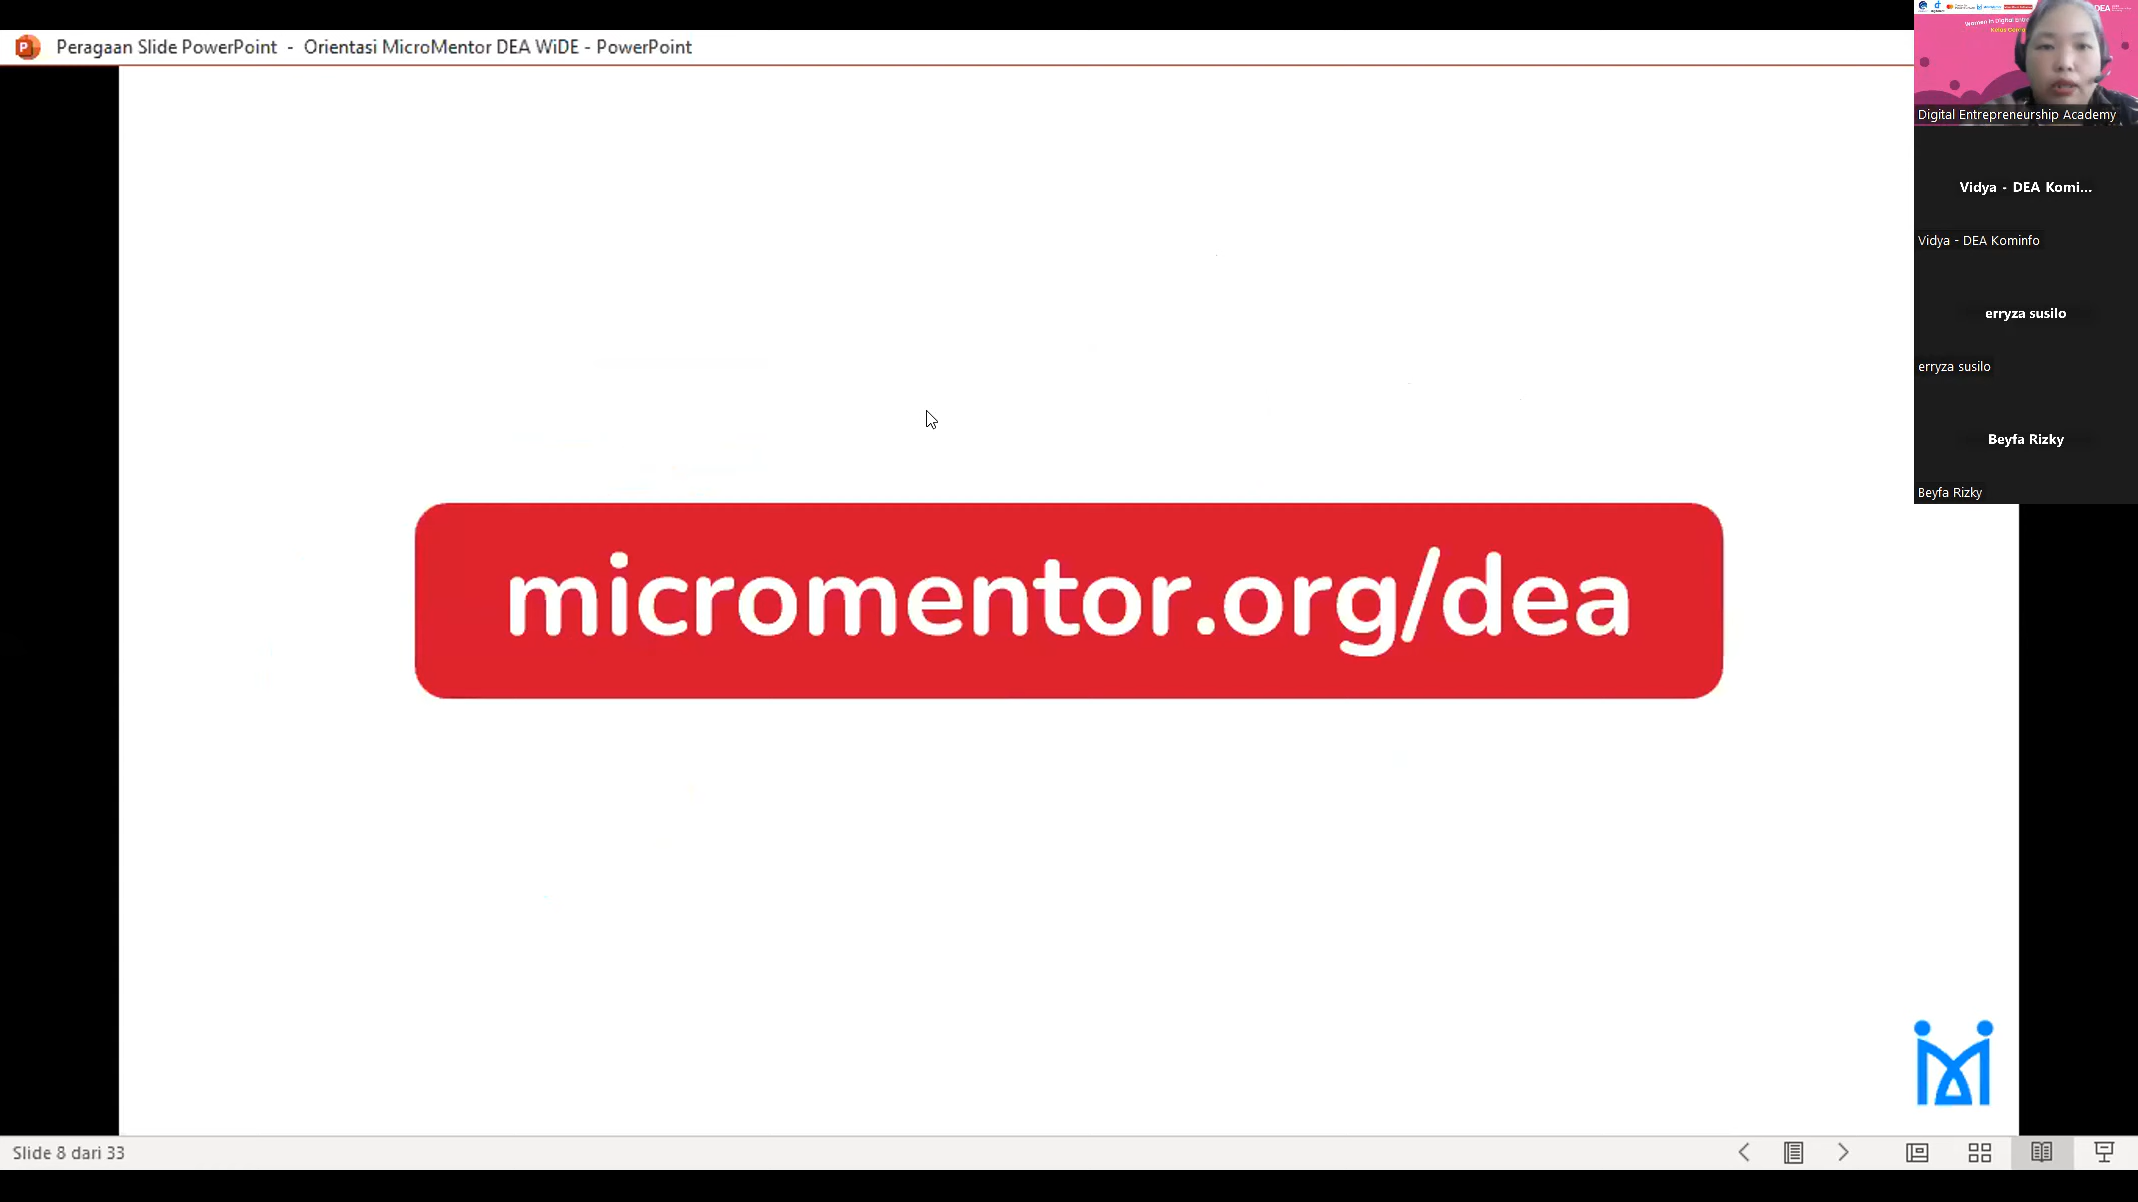 Peragaan Slide PowerPoint - Orientasi MicroMentor DEA WiDE - PowerPoint
Digital Entrepreneurship Academy
Vidya - DEA Komi...
Vidya - DEA Kominfo
erryza susilo
erryza susilo
Beyfa Rizky
Beyfa Rizky
micromentor.org/dea
Slide 8 dari 33